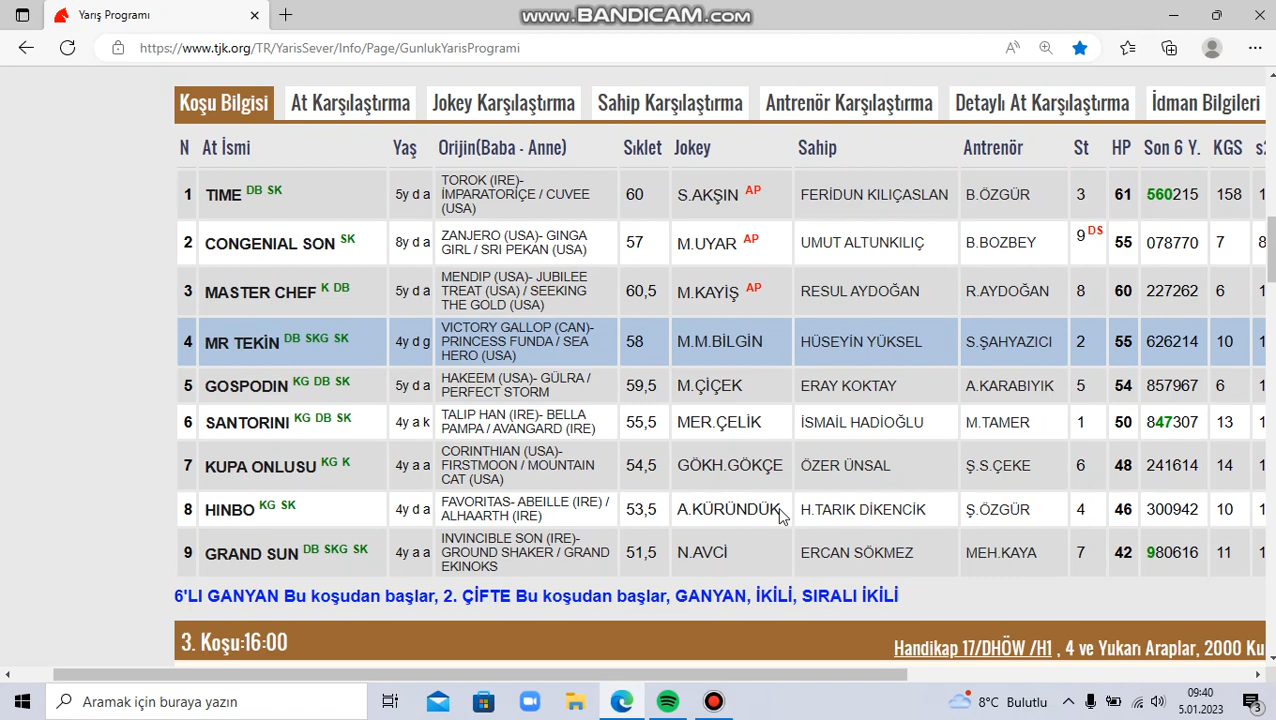 Yarış Programı
www.BANDICAM.com
https://www.tjk.org/TR/YarisSever/Info/Page/GunlukYarisProgrami
Koşu Bilgisi At Karşılaştırma Jokey Karşılaştırma Sahip Karşılaştırma Antrenör Karşılaştırma Detaylı At Karşılaştırma İdman Bilgileri
N At İsmi Yaş Orijin(Baba - Anne) Sıklet Jokey Sahip Antrenör St HP Son 6 Y. KGS
1 TIME DB SK 5y d a TOROK (IRE)- İMPARATORİÇE / CUVEE (USA) 60 S.AKŞIN AP FERİDUN KILIÇASLAN B.ÖZGÜR 3 61 560215 158
2 CONGENIAL SON SK 8y d a ZANJERO (USA)- GINGA GIRL / SRI PEKAN (USA) 57 M.UYAR AP UMUT ALTUNKILIÇ B.BOZBEY 9 DS 55 078770 7
3 MASTER CHEF K DB 5y d a MENDIP (USA)- JUBILEE TREAT (USA) / SEEKING THE GOLD (USA) 60,5 M.KAYİŞ AP RESUL AYDOĞAN R.AYDOĞAN 8 60 227262 6
4 MR TEKİN DB SKG SK 4y d g VICTORY GALLOP (CAN)- PRINCESS FUNDA / SEA HERO (USA) 58 M.M.BİLGİN HÜSEYİN YÜKSEL S.ŞAHYAZICI 2 55 626214 10
5 GOSPODIN KG DB SK 5y d a HAKEEM (USA)- GÜLRA / PERFECT STORM 59,5 M.ÇİÇEK ERAY KOKTAY A.KARABIYIK 5 54 857967 6
6 SANTORINI KG DB SK 4y a k TALIP HAN (IRE)- BELLA PAMPA / AVANGARD (IRE) 55,5 MER.ÇELİK İSMAİL HADİOĞLU M.TAMER 1 50 847307 13
7 KUPA ONLUSU KG K 4y a a CORINTHIAN (USA)- FIRSTMOON / MOUNTAIN CAT (USA) 54,5 GÖKH.GÖKÇE ÖZER ÜNSAL Ş.S.ÇEKE 6 48 241614 14
8 HINBO KG SK 4y d a FAVORITAS- ABEILLE (IRE) / ALHAARTH (IRE) 53,5 A.KÜRÜNDÜK H.TARIK DİKENCİK Ş.ÖZGÜR 4 46 300942 10
9 GRAND SUN DB SKG SK 4y a a INVINCIBLE SON (IRE)- GROUND SHAKER / GRAND EKINOKS 51,5 N.AVCİ ERCAN SÖKMEZ MEH.KAYA 7 42 980616 11
6'LI GANYAN Bu koşudan başlar, 2. ÇİFTE Bu koşudan başlar, GANYAN, İKİLİ, SIRALI İKİLİ
3. Koşu:16:00 Handikap 17/DHÖW /H1 , 4 ve Yukarı Araplar, 2000 Ku
Aramak için buraya yazın 8°C Bulutlu 09:40
5.01.2023 3